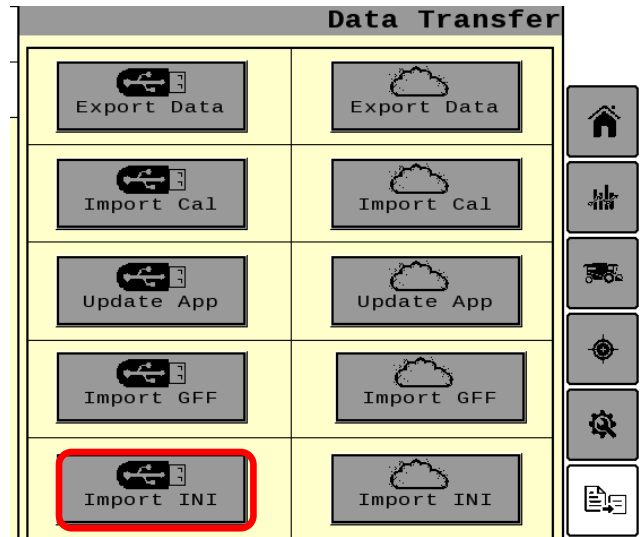 Data Transfer
Export Data
Export Data
Import Cal
Import Cal
Update App
Update App
Import GFF
Import GFF
Import INI
Import INI